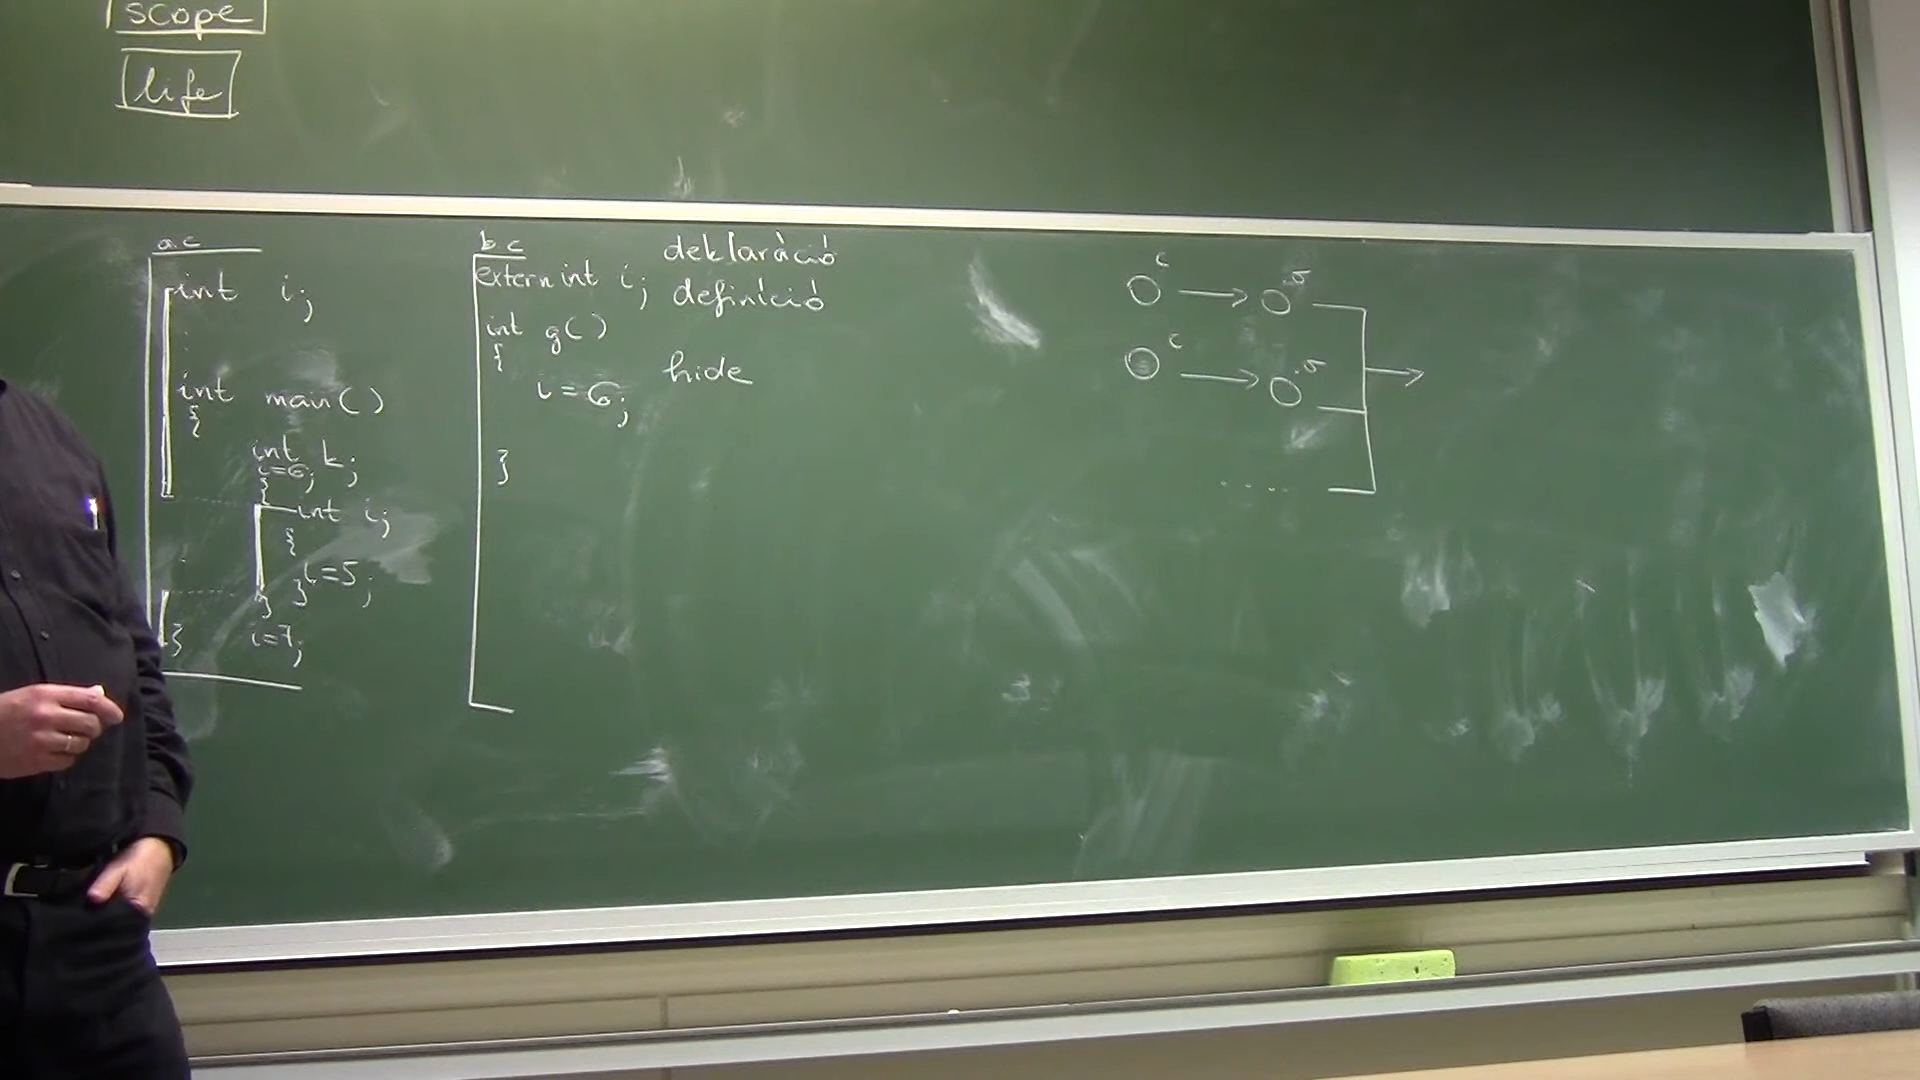 scope
life
a.c
int i;
int main()
{
int k;
i=6;
{
int i;
{
i=5;
}
}
i=7;
}
b.c
extern int i;
int g()
{
i=6;
}
deklaráció
definíció
hide
c
.o
c
.o
....